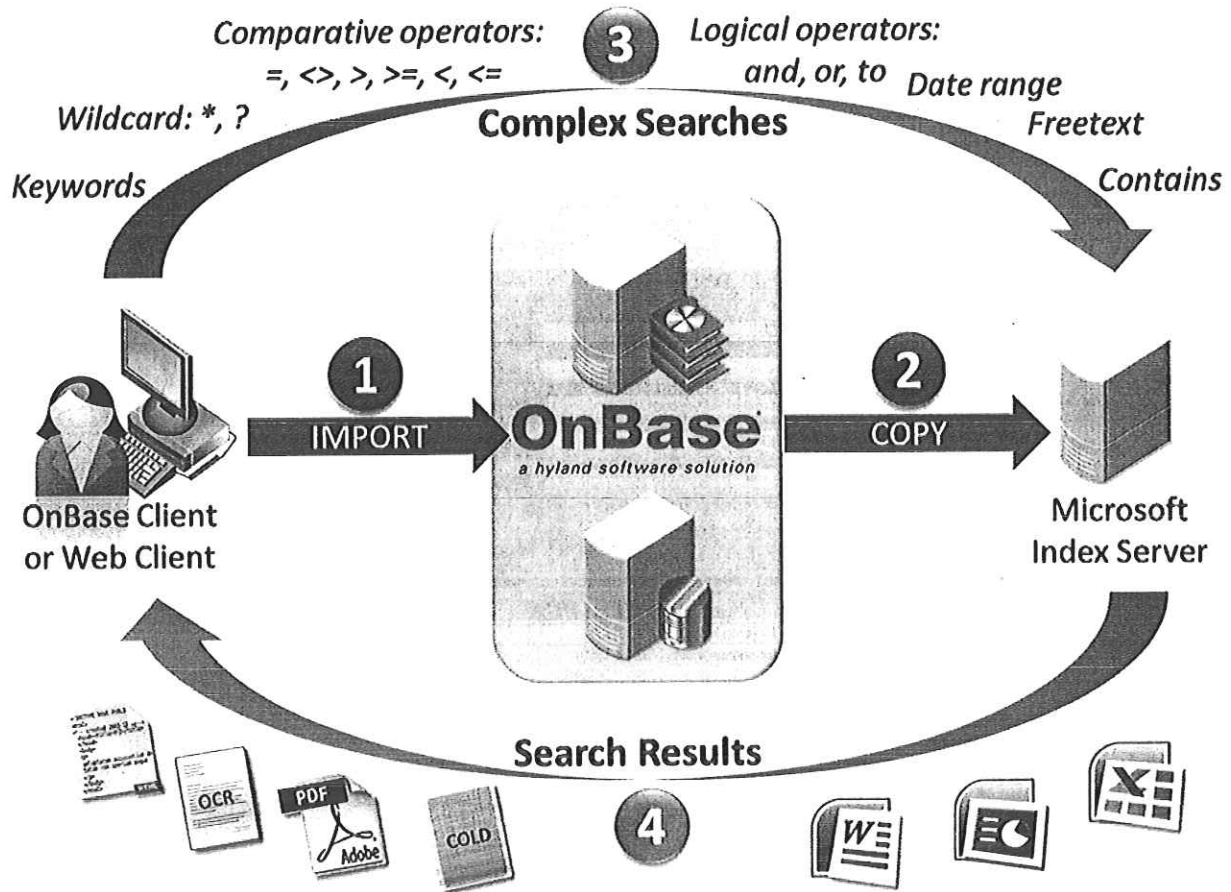 Comparative operators:
=, <>, >, >=, <, <=
3
Logical operators:
and, or, to
Wildcard: *, ?
Date range
Complex Searches
Freetext
Keywords
Contains
1
IMPORT
OnBase
a hyland software solution
2
COPY
OnBase Client
or Web Client
Microsoft
Index Server
Search Results
HTML
OCR
PDF
Adobe
COLD
4
W
X